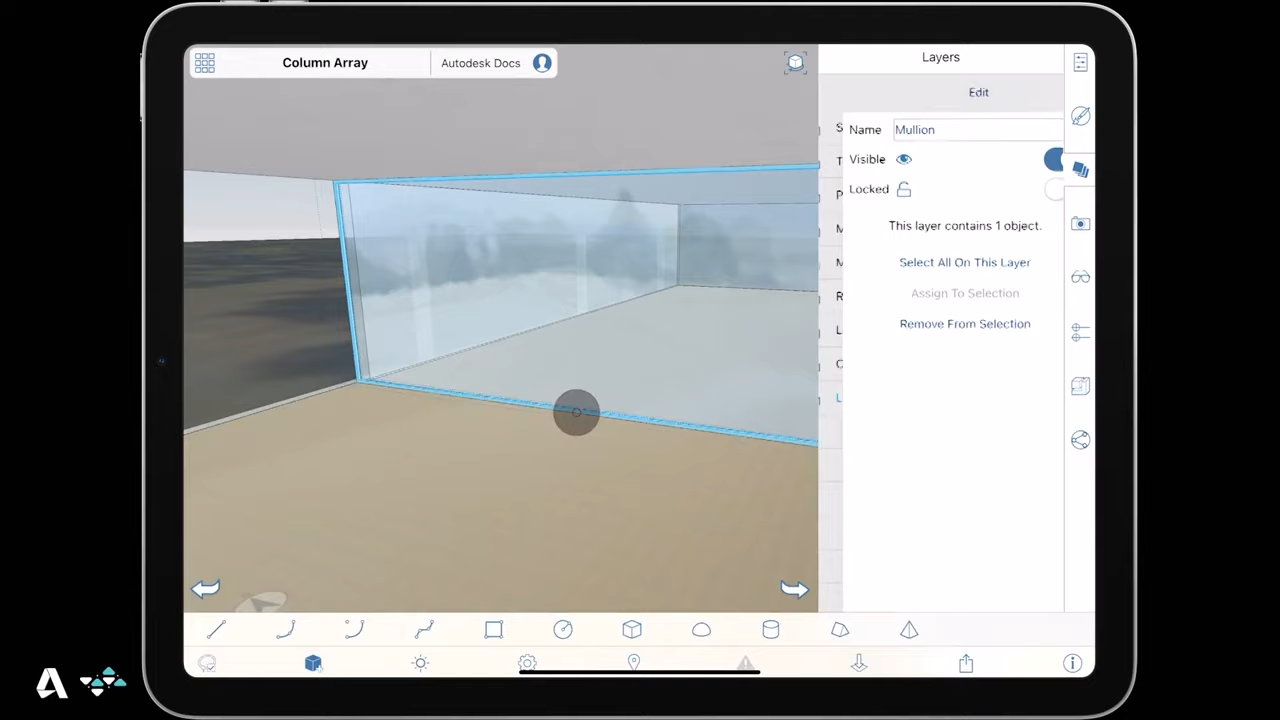 Column Array
Autodesk Docs
Layers
Edit
Name
Mullion
Visible
Locked
This layer contains 1 object.
Select All On This Layer
Assign To Selection
Remove From Selection
S
T
P
M
M
R
L
C
L